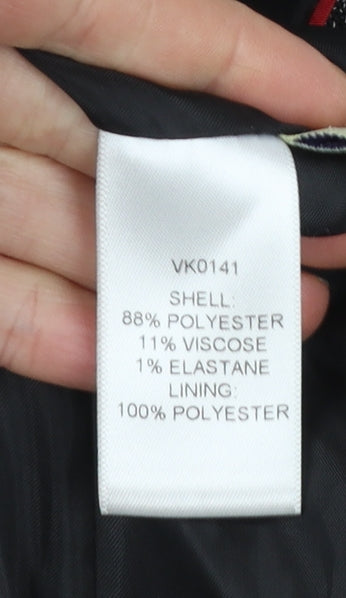 VK0141
SHELL:
88% POLYESTER
11% VISCOSE
1% ELASTANE
LINING:
100% POLYESTER